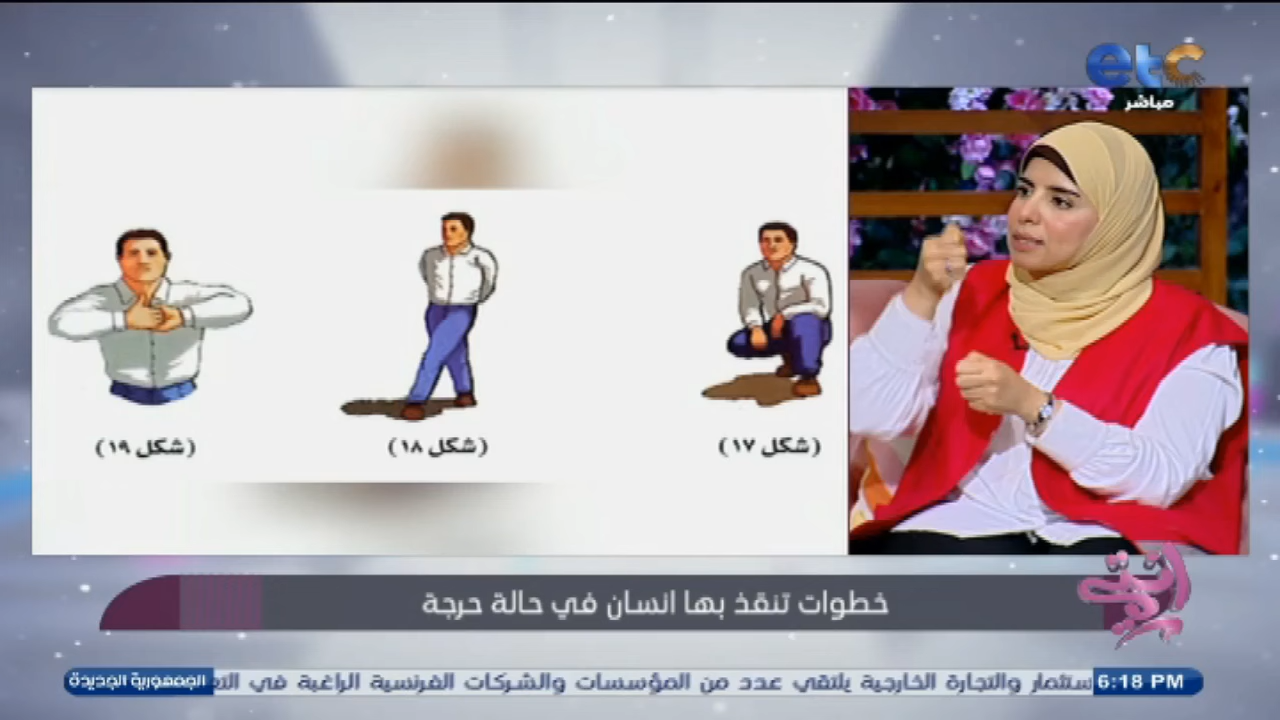 etc
مباشر
(شكل ١٧)
(شكل ١٨)
(شكل ١٩)
خطوات تنقذ بها انسان في حالة حرجة
6:18 PM
ستثمار والتجارة الخارجية يلتقي عدد من المؤسسات والشركات الفرنسية الراغبة في
الجمهورية الجديدة